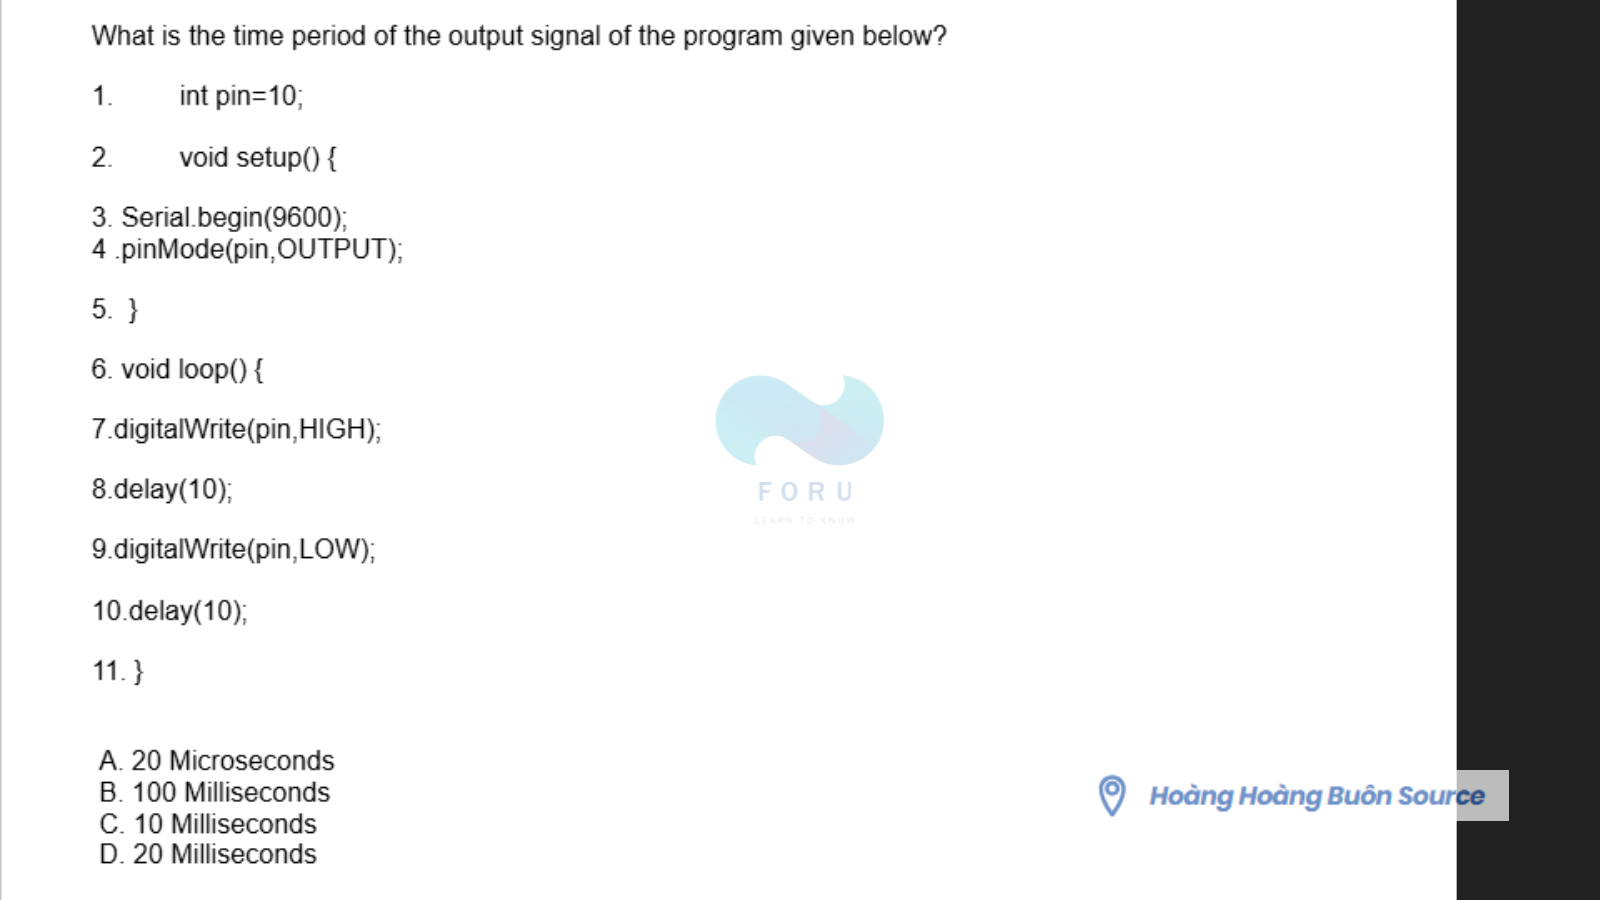 What is the time period of the output signal of the program given below?
1. int pin=10;
2. void setup() {
3. Serial.begin(9600);
4 .pinMode(pin,OUTPUT);
5. }
6. void loop() {
7.digitalWrite(pin,HIGH);
8.delay(10);
9.digitalWrite(pin,LOW);
10.delay(10);
11. }
FORU
LEARN TO KNOW
A. 20 Microseconds
B. 100 Milliseconds
C. 10 Milliseconds
D. 20 Milliseconds
Hoàng Hoàng Buôn Source